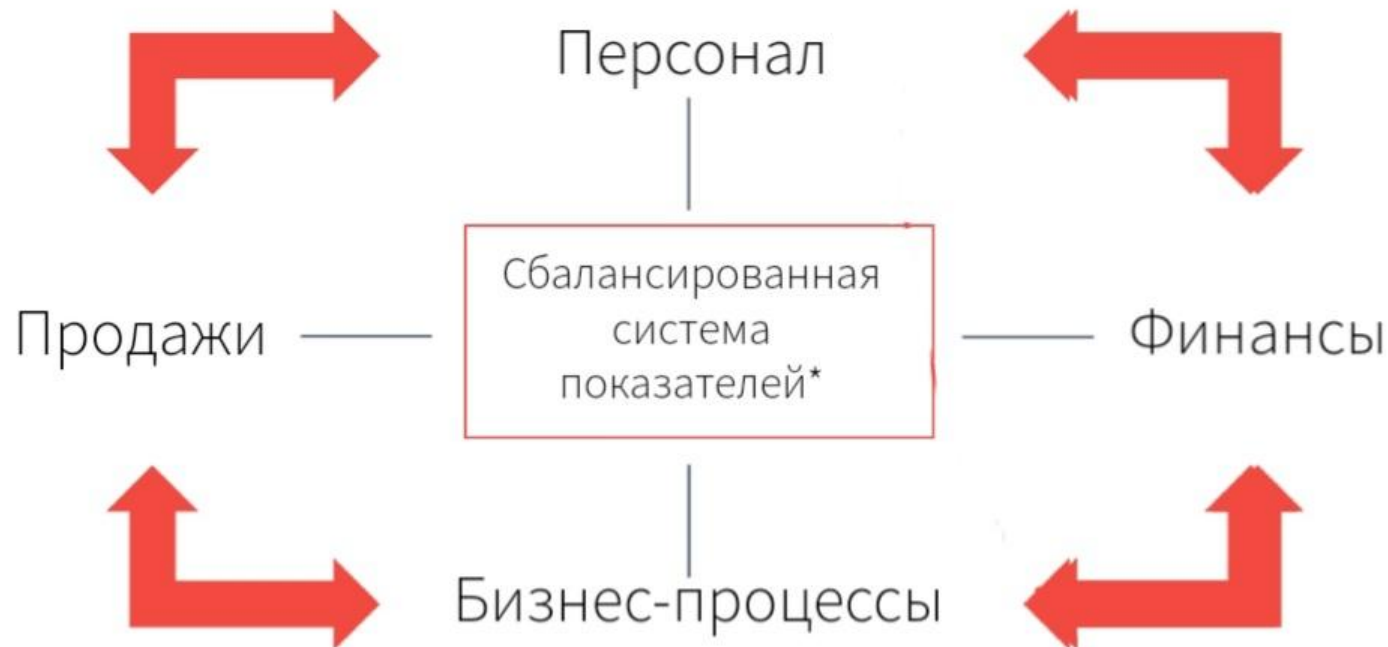 Персонал
Сбалансированная
система
показателей*
Продажи
Финансы
Бизнес-процессы